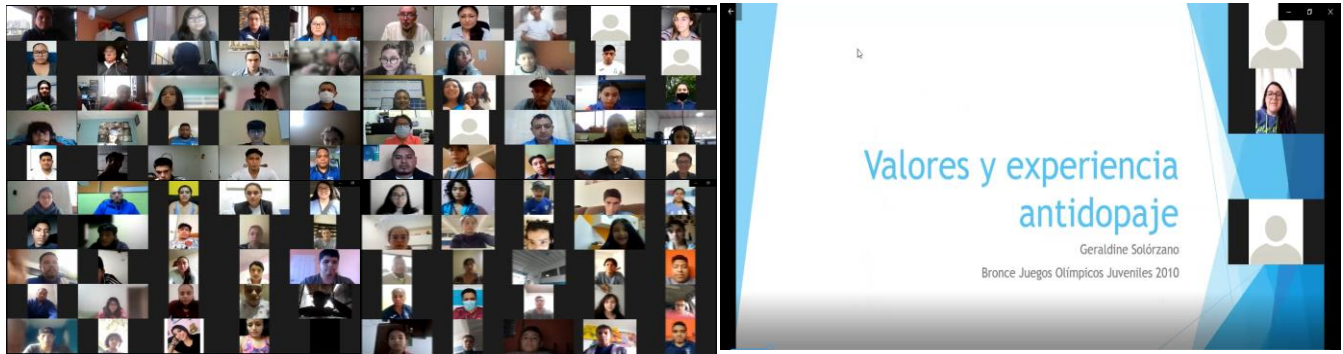 Valores y experiencia
antidopaje
Geraldine Solórzano
Bronce Juegos Olímpicos Juveniles 2010